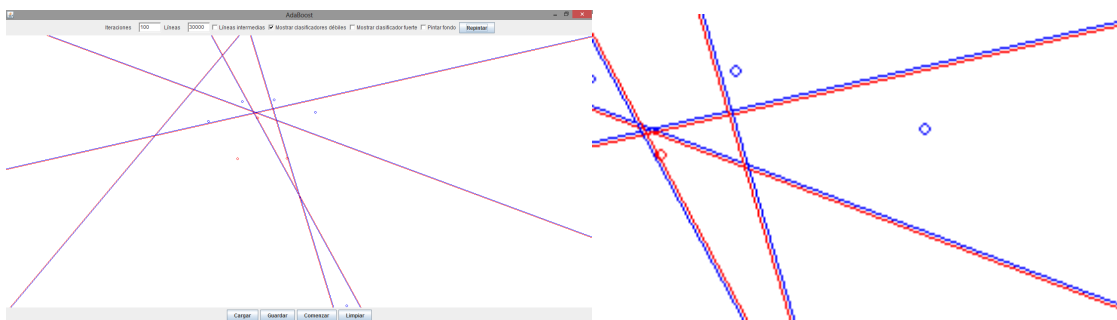 AdaBoost
Iteraciones 100 Líneas 30000 Líneas intermedias Mostrar clasificadores débiles Mostrar clasificador fuerte Pintar fondo Repintar
Cargar Guardar Comenzar Limpiar